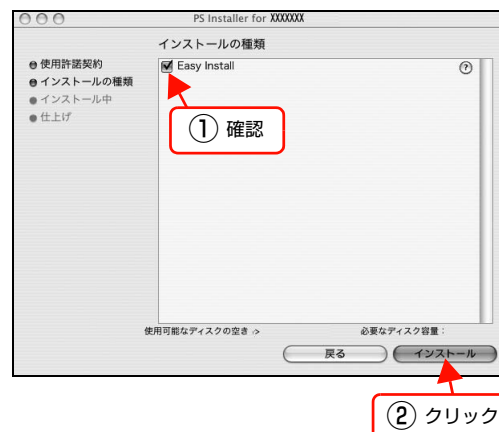 PS Installer for XXXXXXX
インストールの種類
使用許諾契約
インストールの種類
インストール中
仕上げ
Easy Install
?
① 確認
使用可能なディスクの空き :>
必要なディスク容量：
戻る
インストール
② クリック